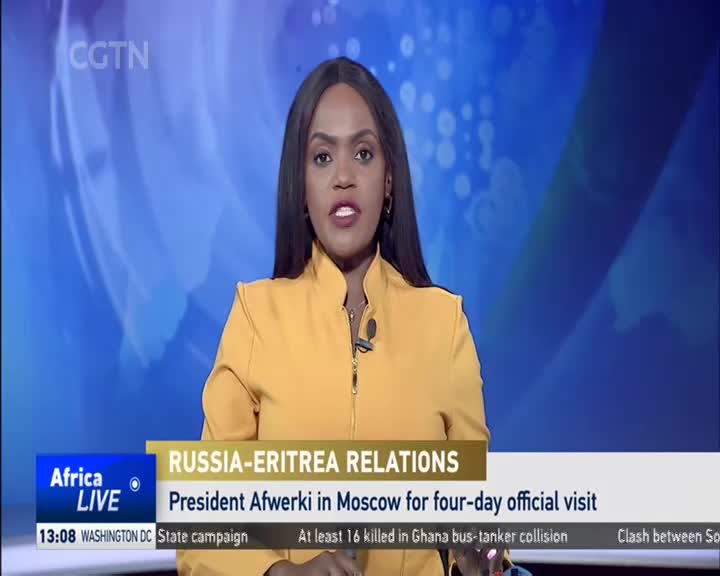 CGTN
RUSSIA-ERITREA RELATIONS
Africa
LIVE
President Afwerki in Moscow for four-day official visit
13:08 WASHINGTON DC State campaign At least 16 killed in Ghana bus-tanker collision Clash between So